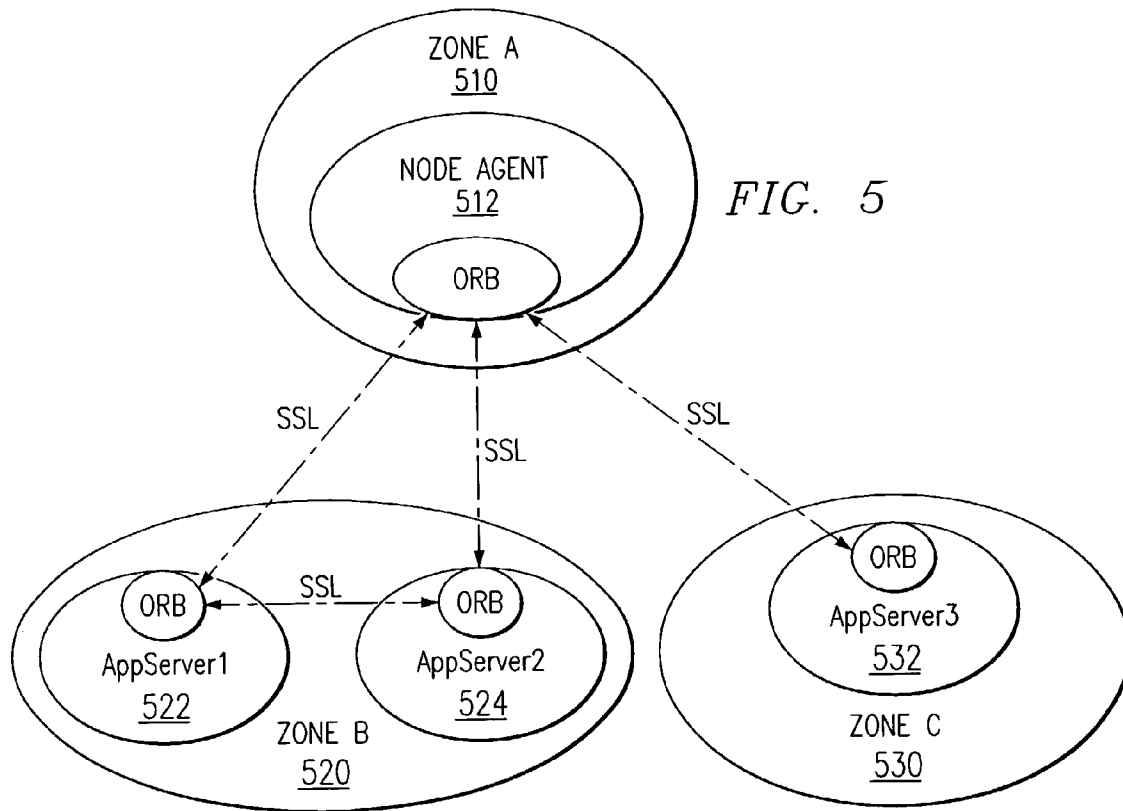 ZONE A
510
NODE AGENT
512
FIG. 5
ORB
SSL
SSL
SSL
ORB
SSL
ORB
ORB
AppServer1
522
AppServer2
524
AppServer3
532
ZONE B
520
ZONE C
530